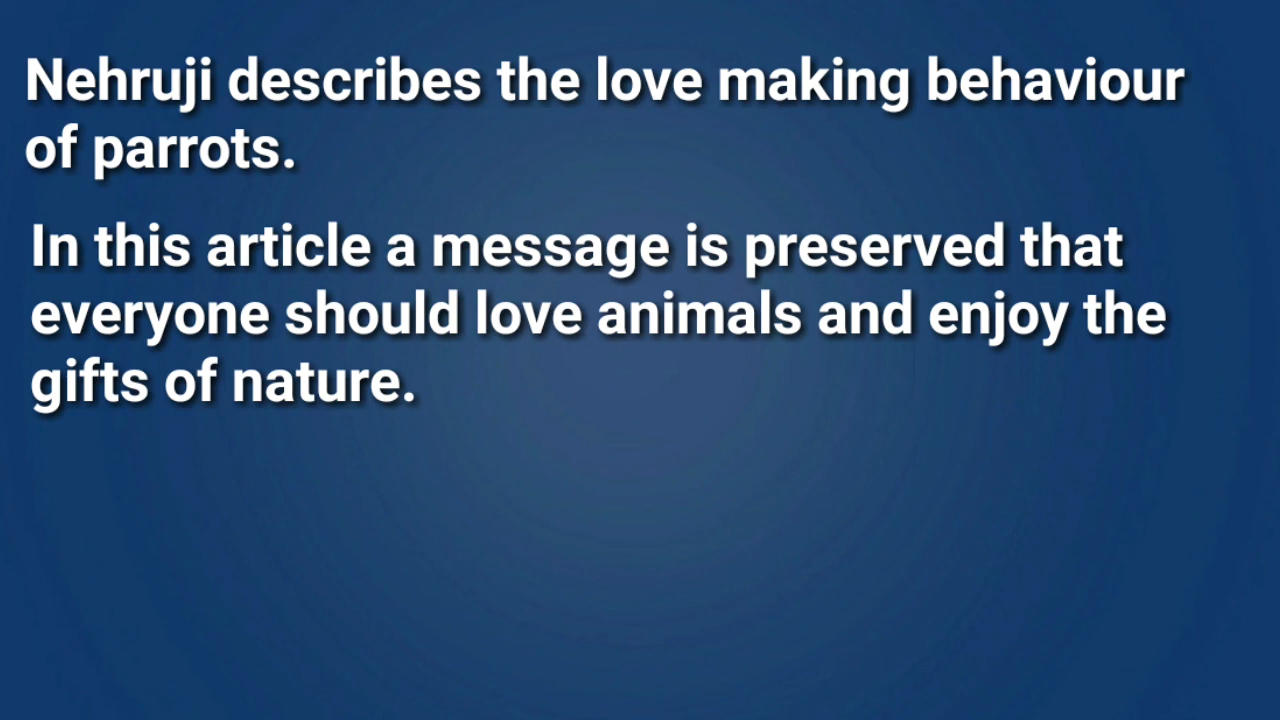 Nehruji describes the love making behaviour
of parrots.
In this article a message is preserved that
everyone should love animals and enjoy the
gifts of nature.